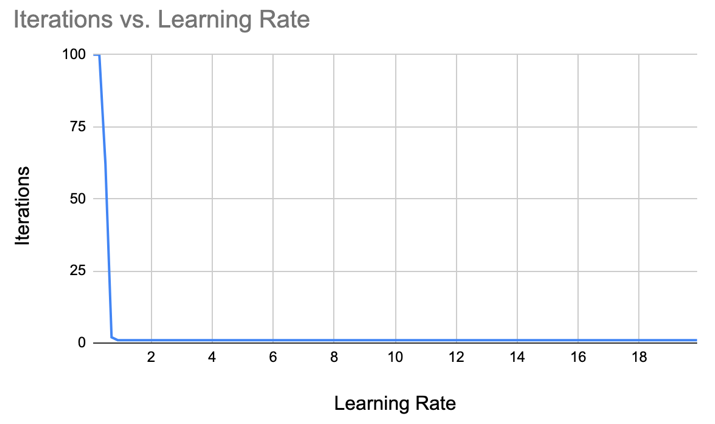 Iterations vs. Learning Rate
100
75
50
25
0
Iterations
2 4 6 8 10 12 14 16 18
Learning Rate